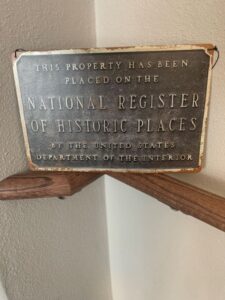 THIS PROPERTY HAS BEEN
PLACED ON THE
NATIONAL REGISTER
OF HISTORIC PLACES
BY THE UNITED STATES
DEPARTMENT OF THE INTERIOR